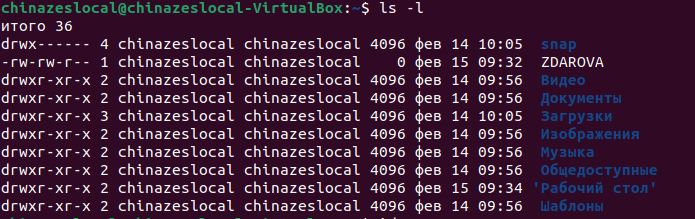 chinazeslocal@chinazeslocal-VirtualBox:~$ ls -l
итого 36
drwx------ 4 chinazeslocal chinazeslocal 4096 фев 14 10:05  snap
-rw-rw-r-- 1 chinazeslocal chinazeslocal    0 фев 15 09:32  ZDAROVA
drwxr-xr-x 2 chinazeslocal chinazeslocal 4096 фев 14 09:56  Видео
drwxr-xr-x 2 chinazeslocal chinazeslocal 4096 фев 14 09:56  Документы
drwxr-xr-x 3 chinazeslocal chinazeslocal 4096 фев 14 10:05  Загрузки
drwxr-xr-x 2 chinazeslocal chinazeslocal 4096 фев 14 09:56  Изображения
drwxr-xr-x 2 chinazeslocal chinazeslocal 4096 фев 14 09:56  Музыка
drwxr-xr-x 2 chinazeslocal chinazeslocal 4096 фев 14 09:56  Общедоступные
drwxr-xr-x 2 chinazeslocal chinazeslocal 4096 фев 15 09:34 'Рабочий стол'
drwxr-xr-x 2 chinazeslocal chinazeslocal 4096 фев 14 09:56  Шаблоны